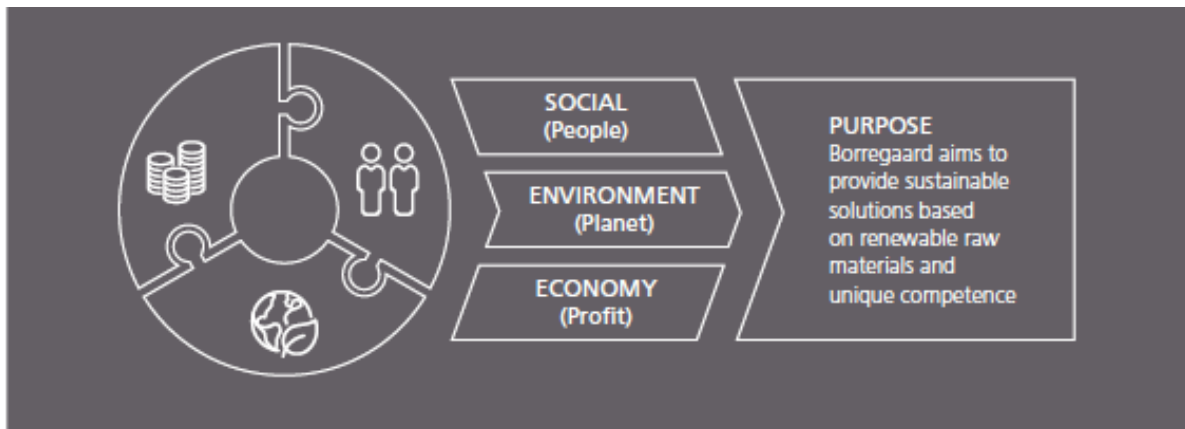 SOCIAL
(People)
ENVIRONMENT
(Planet)
ECONOMY
(Profit)
PURPOSE
Borregaard aims to
provide sustainable
solutions based
on renewable raw
materials and
unique competence